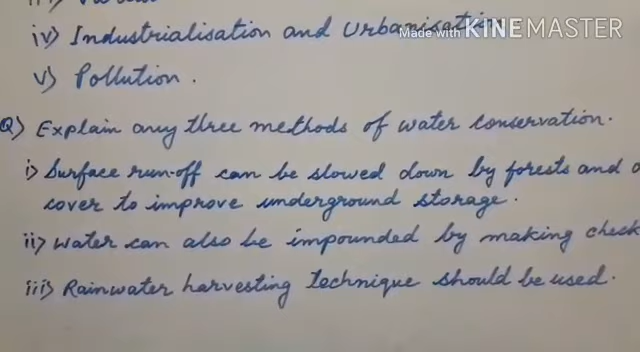 iv) Industrialisation and Urbanisation.
Made with KINEMASTER
v) Pollution.
Q) Explain any three methods of water conservation.
i) Surface run-off can be slowed down by forests and
cover to improve underground storage.
ii) Water can also be impounded by making check
iii) Rainwater harvesting technique should be used.